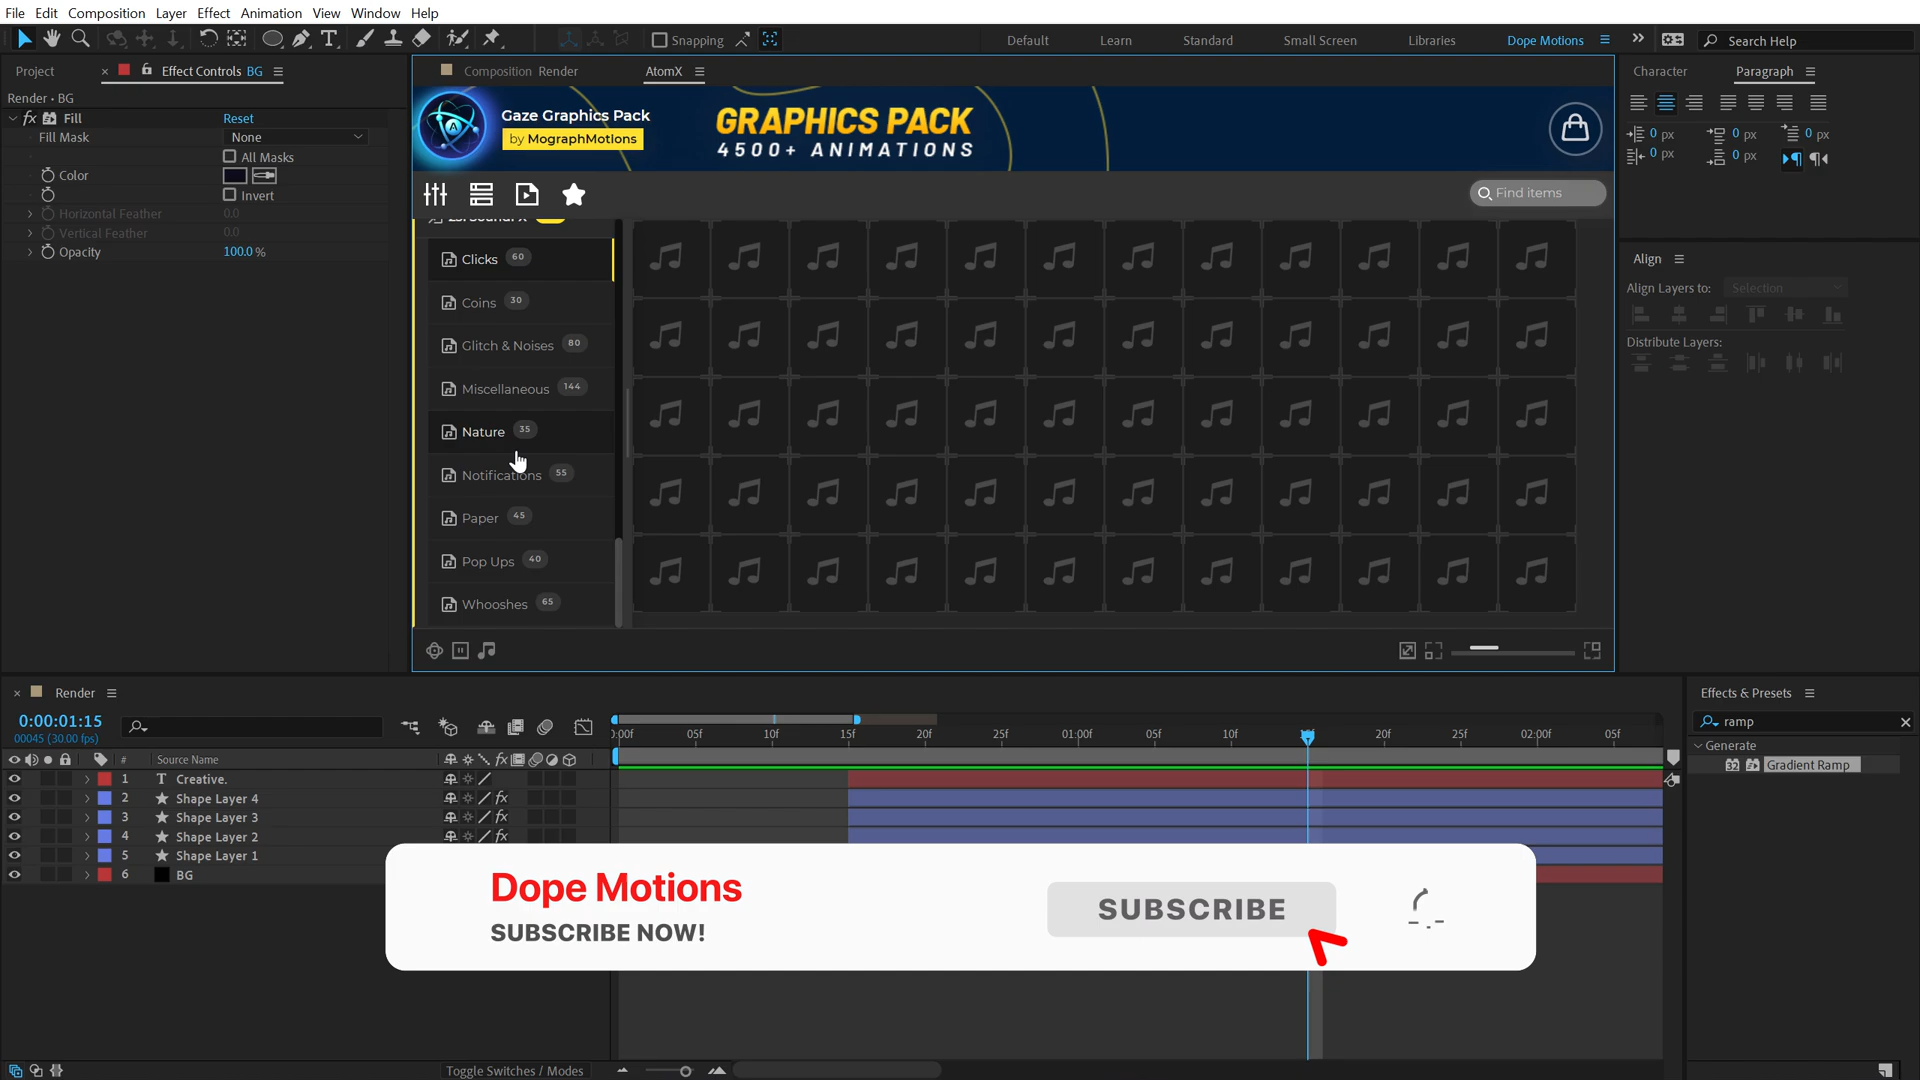 File Edit Composition Layer Effect Animation View Window Help
Snapping Default Learn Standard Small Screen Libraries Dope Motions Search Help
Project Effect Controls BG
Render • BG
fx Fill Reset
Fill Mask None
All Masks
Color
Invert
Horizontal Feather 0.0
Vertical Feather 0.0
Opacity 100.0 %
Composition Render AtomX
Gaze Graphics Pack
by MographMotions
GRAPHICS PACK
4500+ ANIMATIONS
Find items
Clicks 60
Coins 30
Glitch & Noises 80
Miscellaneous 144
Nature 35
Notifications 55
Paper 45
Pop Ups 40
Whooshes 65
Character Paragraph
0 px 0 px 0 px
0 px 0 px
Align
Align Layers to: Selection
Distribute Layers:
Render
0:00:01:15
00045 (30.00 fps)
# Source Name
1 Creative.
2 Shape Layer 4
3 Shape Layer 3
4 Shape Layer 2
5 Shape Layer 1
6 BG
:00f 05f 10f 15f 20f 25f 01:00f 05f 10f 20f 25f 02:00f 05f
Toggle Switches / Modes
Dope Motions
SUBSCRIBE NOW!
SUBSCRIBE
Effects & Presets
ramp
Generate
32 Gradient Ramp